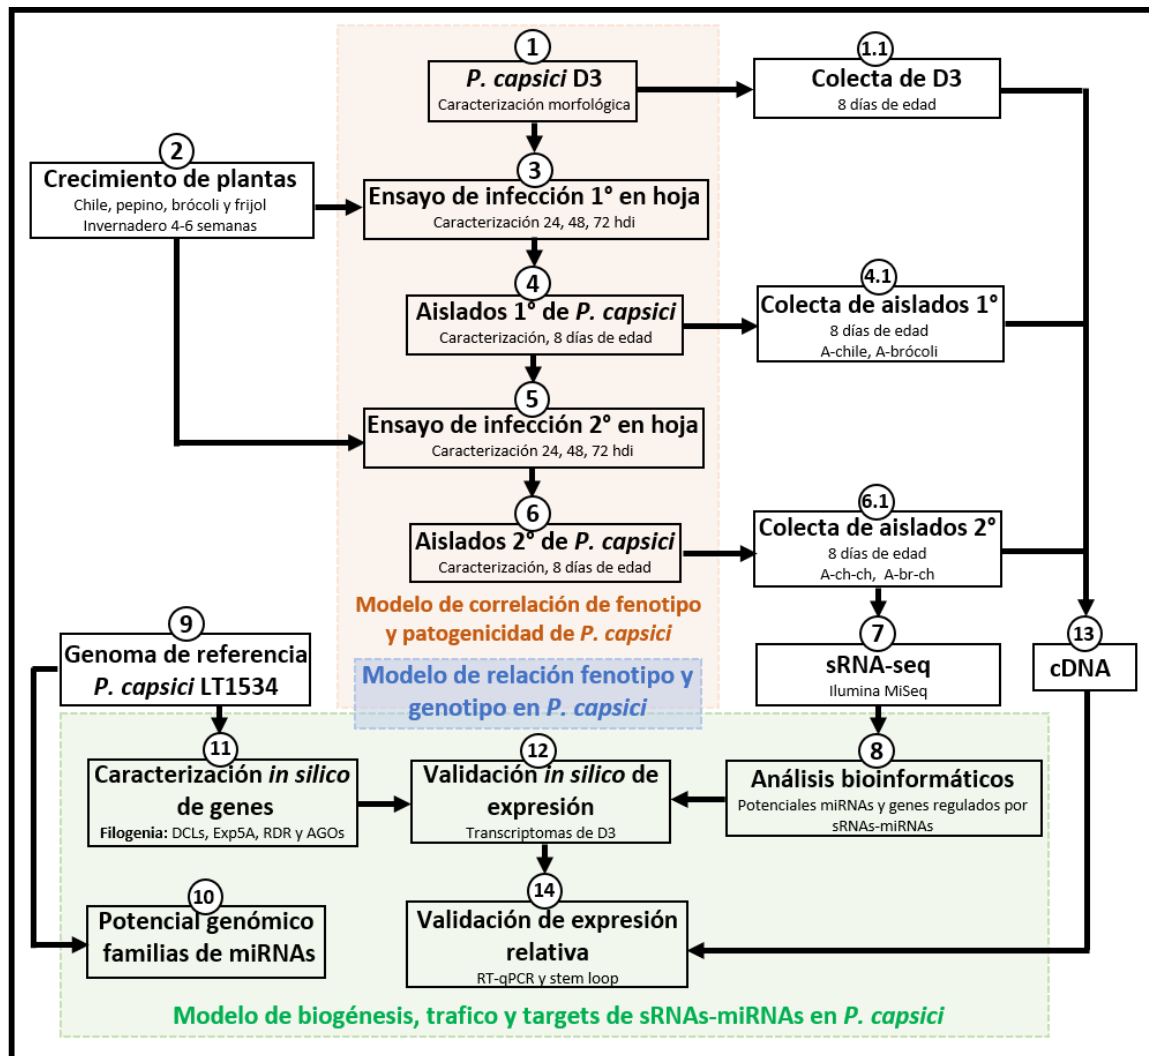 1
P. capsici D3
Caracterización morfológica
1.1
Colecta de D3
8 días de edad
2
Crecimiento de plantas
Chile, pepino, brócoli y frijol
Invernadero 4-6 semanas
3
Ensayo de infección 1° en hoja
Caracterización 24, 48, 72 hdi
4
Aislados 1° de P. capsici
Caracterización, 8 días de edad
4.1
Colecta de aislados 1°
8 días de edad
A-chile, A-brócoli
5
Ensayo de infección 2° en hoja
Caracterización 24, 48, 72 hdi
6
Aislados 2° de P. capsici
Caracterización, 8 días de edad
6.1
Colecta de aislados 2°
8 días de edad
A-ch-ch, A-br-ch
Modelo de correlación de fenotipo
y patogenicidad de P. capsici
9
Genoma de referencia
P. capsici LT1534
Modelo de relación fenotipo y
genotipo en P. capsici
7
sRNA-seq
Ilumina MiSeq
13
cDNA
11
Caracterización in silico
de genes
Filogenia: DCLs, Exp5A, RDR y AGOs
12
Validación in silico de
expresión
Transcriptomas de D3
8
Análisis bioinformáticos
Potenciales miRNAs y genes regulados por
sRNAs-miRNAs
10
Potencial genómico
familias de miRNAs
14
Validación de expresión
relativa
RT-qPCR y stem loop
Modelo de biogénesis, trafico y targets de sRNAs-miRNAs en P. capsici